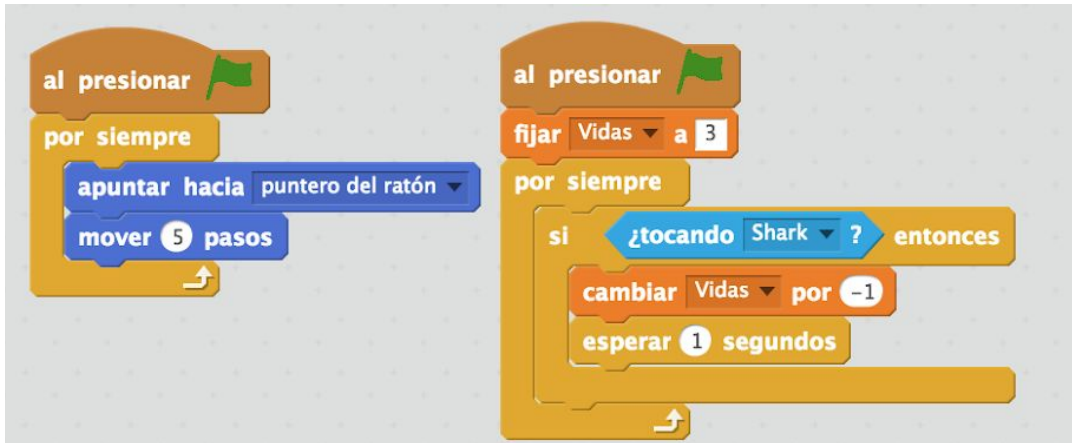 al presionar
por siempre
apuntar hacia puntero del ratón
mover 5 pasos
al presionar
fijar Vidas a 3
por siempre
si ¿tocando Shark ? entonces
cambiar Vidas por -1
esperar 1 segundos